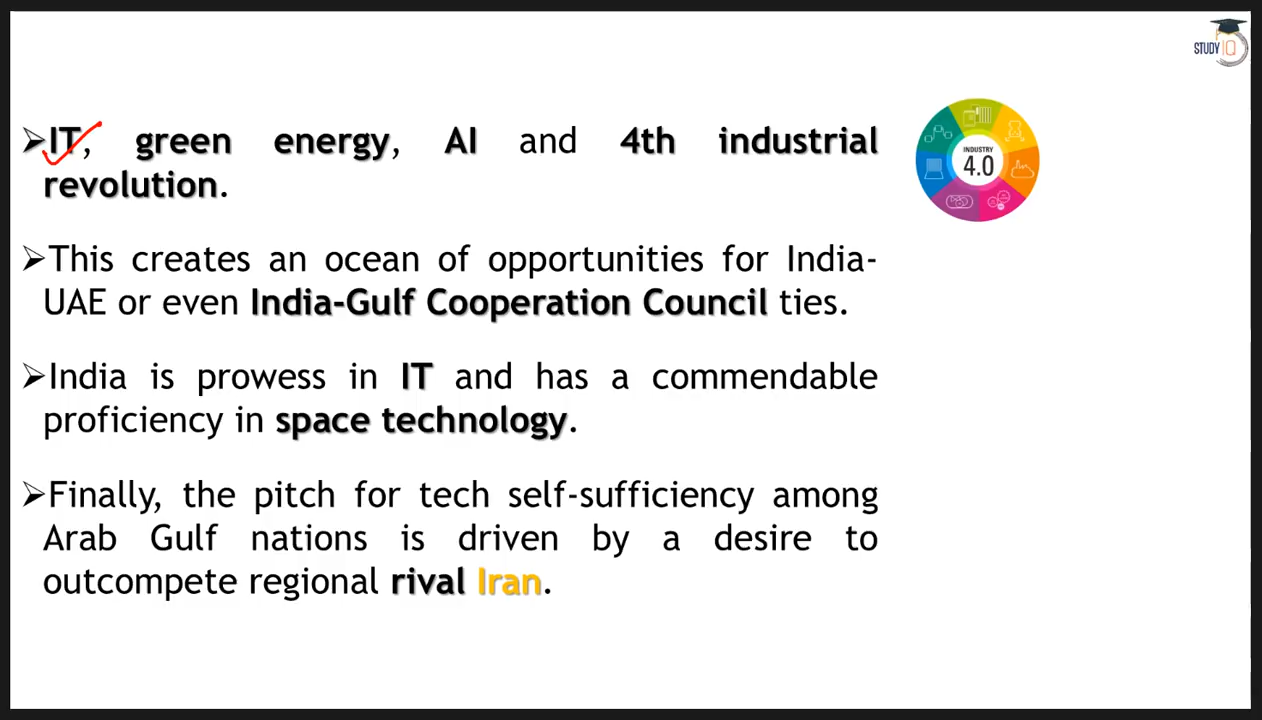 STUDY IQ
➢IT, green energy, AI and 4th industrial
revolution.
INDUSTRY
4.0
➢This creates an ocean of opportunities for India-
UAE or even India-Gulf Cooperation Council ties.
➢India is prowess in IT and has a commendable
proficiency in space technology.
➢Finally, the pitch for tech self-sufficiency among
Arab Gulf nations is driven by a desire to
outcompete regional rival Iran.